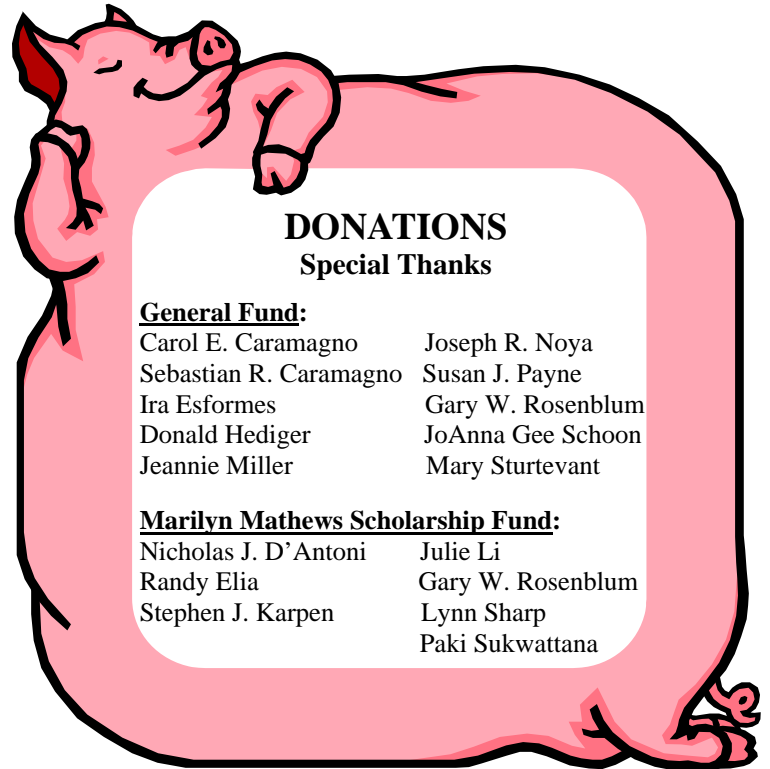 DONATIONS
Special Thanks
General Fund:
Carol E. Caramagno Joseph R. Noya
Sebastian R. Caramagno Susan J. Payne
Ira Esformes Gary W. Rosenblum
Donald Hediger JoAnna Gee Schoon
Jeannie Miller Mary Sturtevant
Marilyn Mathews Scholarship Fund:
Nicholas J. D’Antoni Julie Li
Randy Elia Gary W. Rosenblum
Stephen J. Karpen Lynn Sharp
Paki Sukwattana